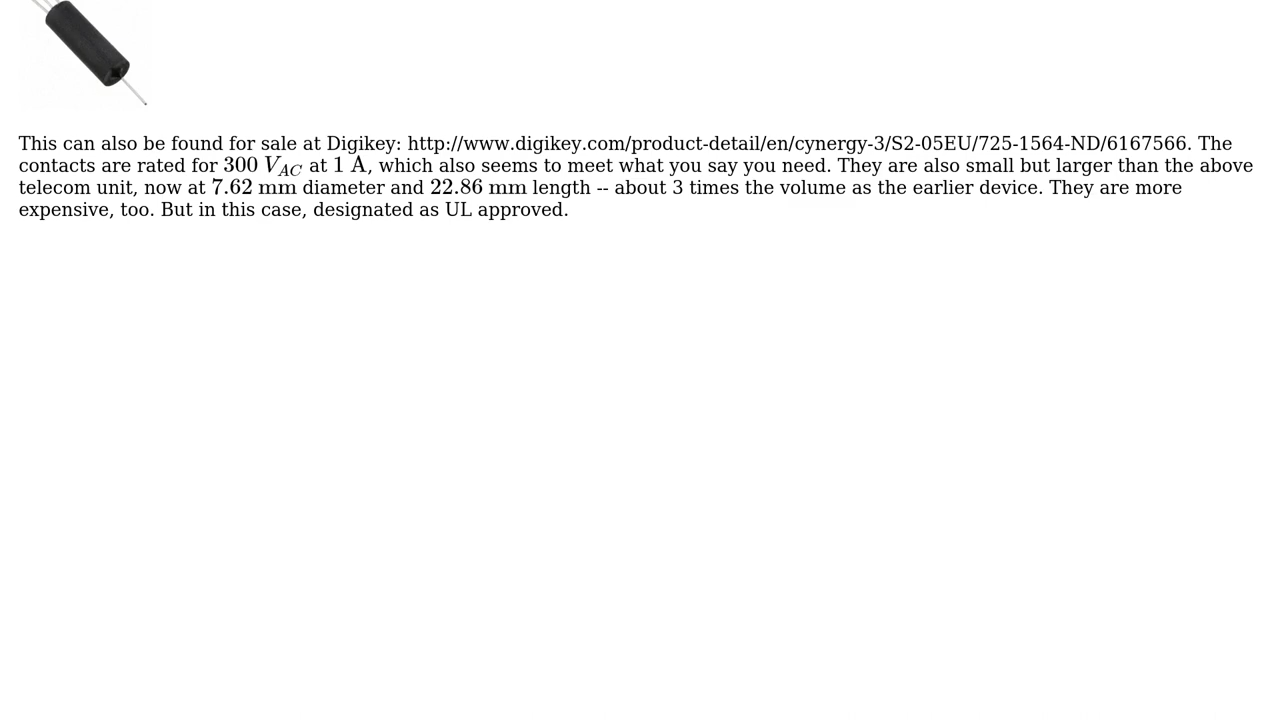 This can also be found for sale at Digikey: http://www.digikey.com/product-detail/en/cynergy-3/S2-05EU/725-1564-ND/6167566. The
contacts are rated for 300 V_AC at 1 A, which also seems to meet what you say you need. They are also small but larger than the above
telecom unit, now at 7.62 mm diameter and 22.86 mm length -- about 3 times the volume as the earlier device. They are more
expensive, too. But in this case, designated as UL approved.